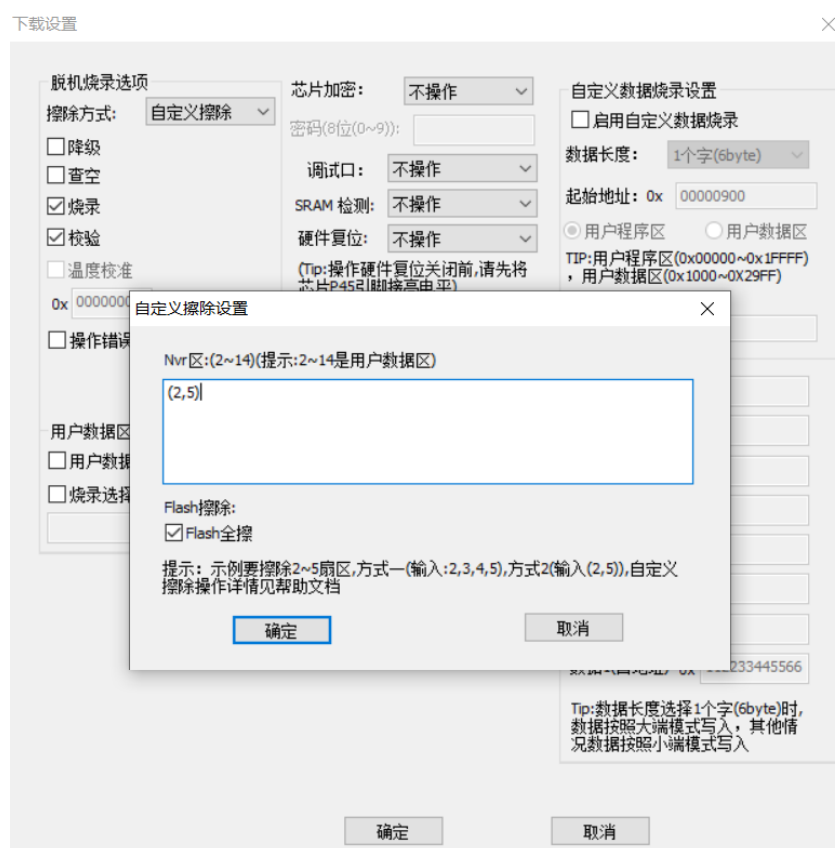 下载设置
脱机烧录选项
擦除方式:
自定义擦除
降级
查空
烧录
校验
温度校准
0x
操作错误
用户数据区
用户数据
烧录选择
芯片加密:
不操作
密码(8位(0~9)):
调试口:
不操作
SRAM 检测:
不操作
硬件复位:
不操作
(Tip:操作硬件复位关闭前,请先将
芯片P45引脚接高电平)
自定义数据烧录设置
启用自定义数据烧录
数据长度:
1个字(6byte)
起始地址: 0x
00000900
用户程序区
用户数据区
TIP:用户程序区(0x00000~0x1FFFF)
,用户数据区(0x1000~0X29FF)
自定义擦除设置
Nvr区:(2~14)(提示:2~14是用户数据区)
(2,5)
Flash擦除:
Flash全擦
提示: 示例要擦除2~5扇区,方式一(输入:2,3,4,5),方式2(输入(2,5)),自定义
擦除操作详情见帮助文档
确定
取消
Tip:数据长度选择1个字(6byte)时,
数据按照大端模式写入, 其他情
况数据按照小端模式写入
确定
取消